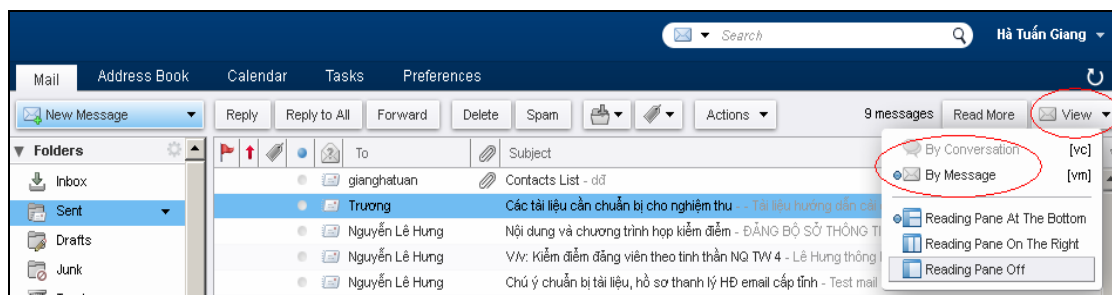 Search Hà Tuấn Giang
Mail Address Book Calendar Tasks Preferences
New Message Reply Reply to All Forward Delete Spam Actions 9 messages Read More View
Folders To Subject By Conversation [vc]
Inbox gianghatuan Contacts List - dđ By Message [vm]
Sent Trương Các tài liệu cần chuẩn bị cho nghiệm thu - - Tài liệu hướng dẫn cài Reading Pane At The Bottom
Drafts Nguyễn Lê Hưng Nội dung và chương trình họp kiểm điểm - ĐẢNG BỘ SỞ THÔNG TI Reading Pane On The Right
Nguyễn Lê Hưng V/v: Kiểm điểm đảng viên theo tinh thần NQ TW 4 - Lê Hưng thông Reading Pane Off
Junk Nguyễn Lê Hưng Chú ý chuẩn bị tài liệu, hồ sơ thanh lý HĐ email cấp tỉnh - Test mail